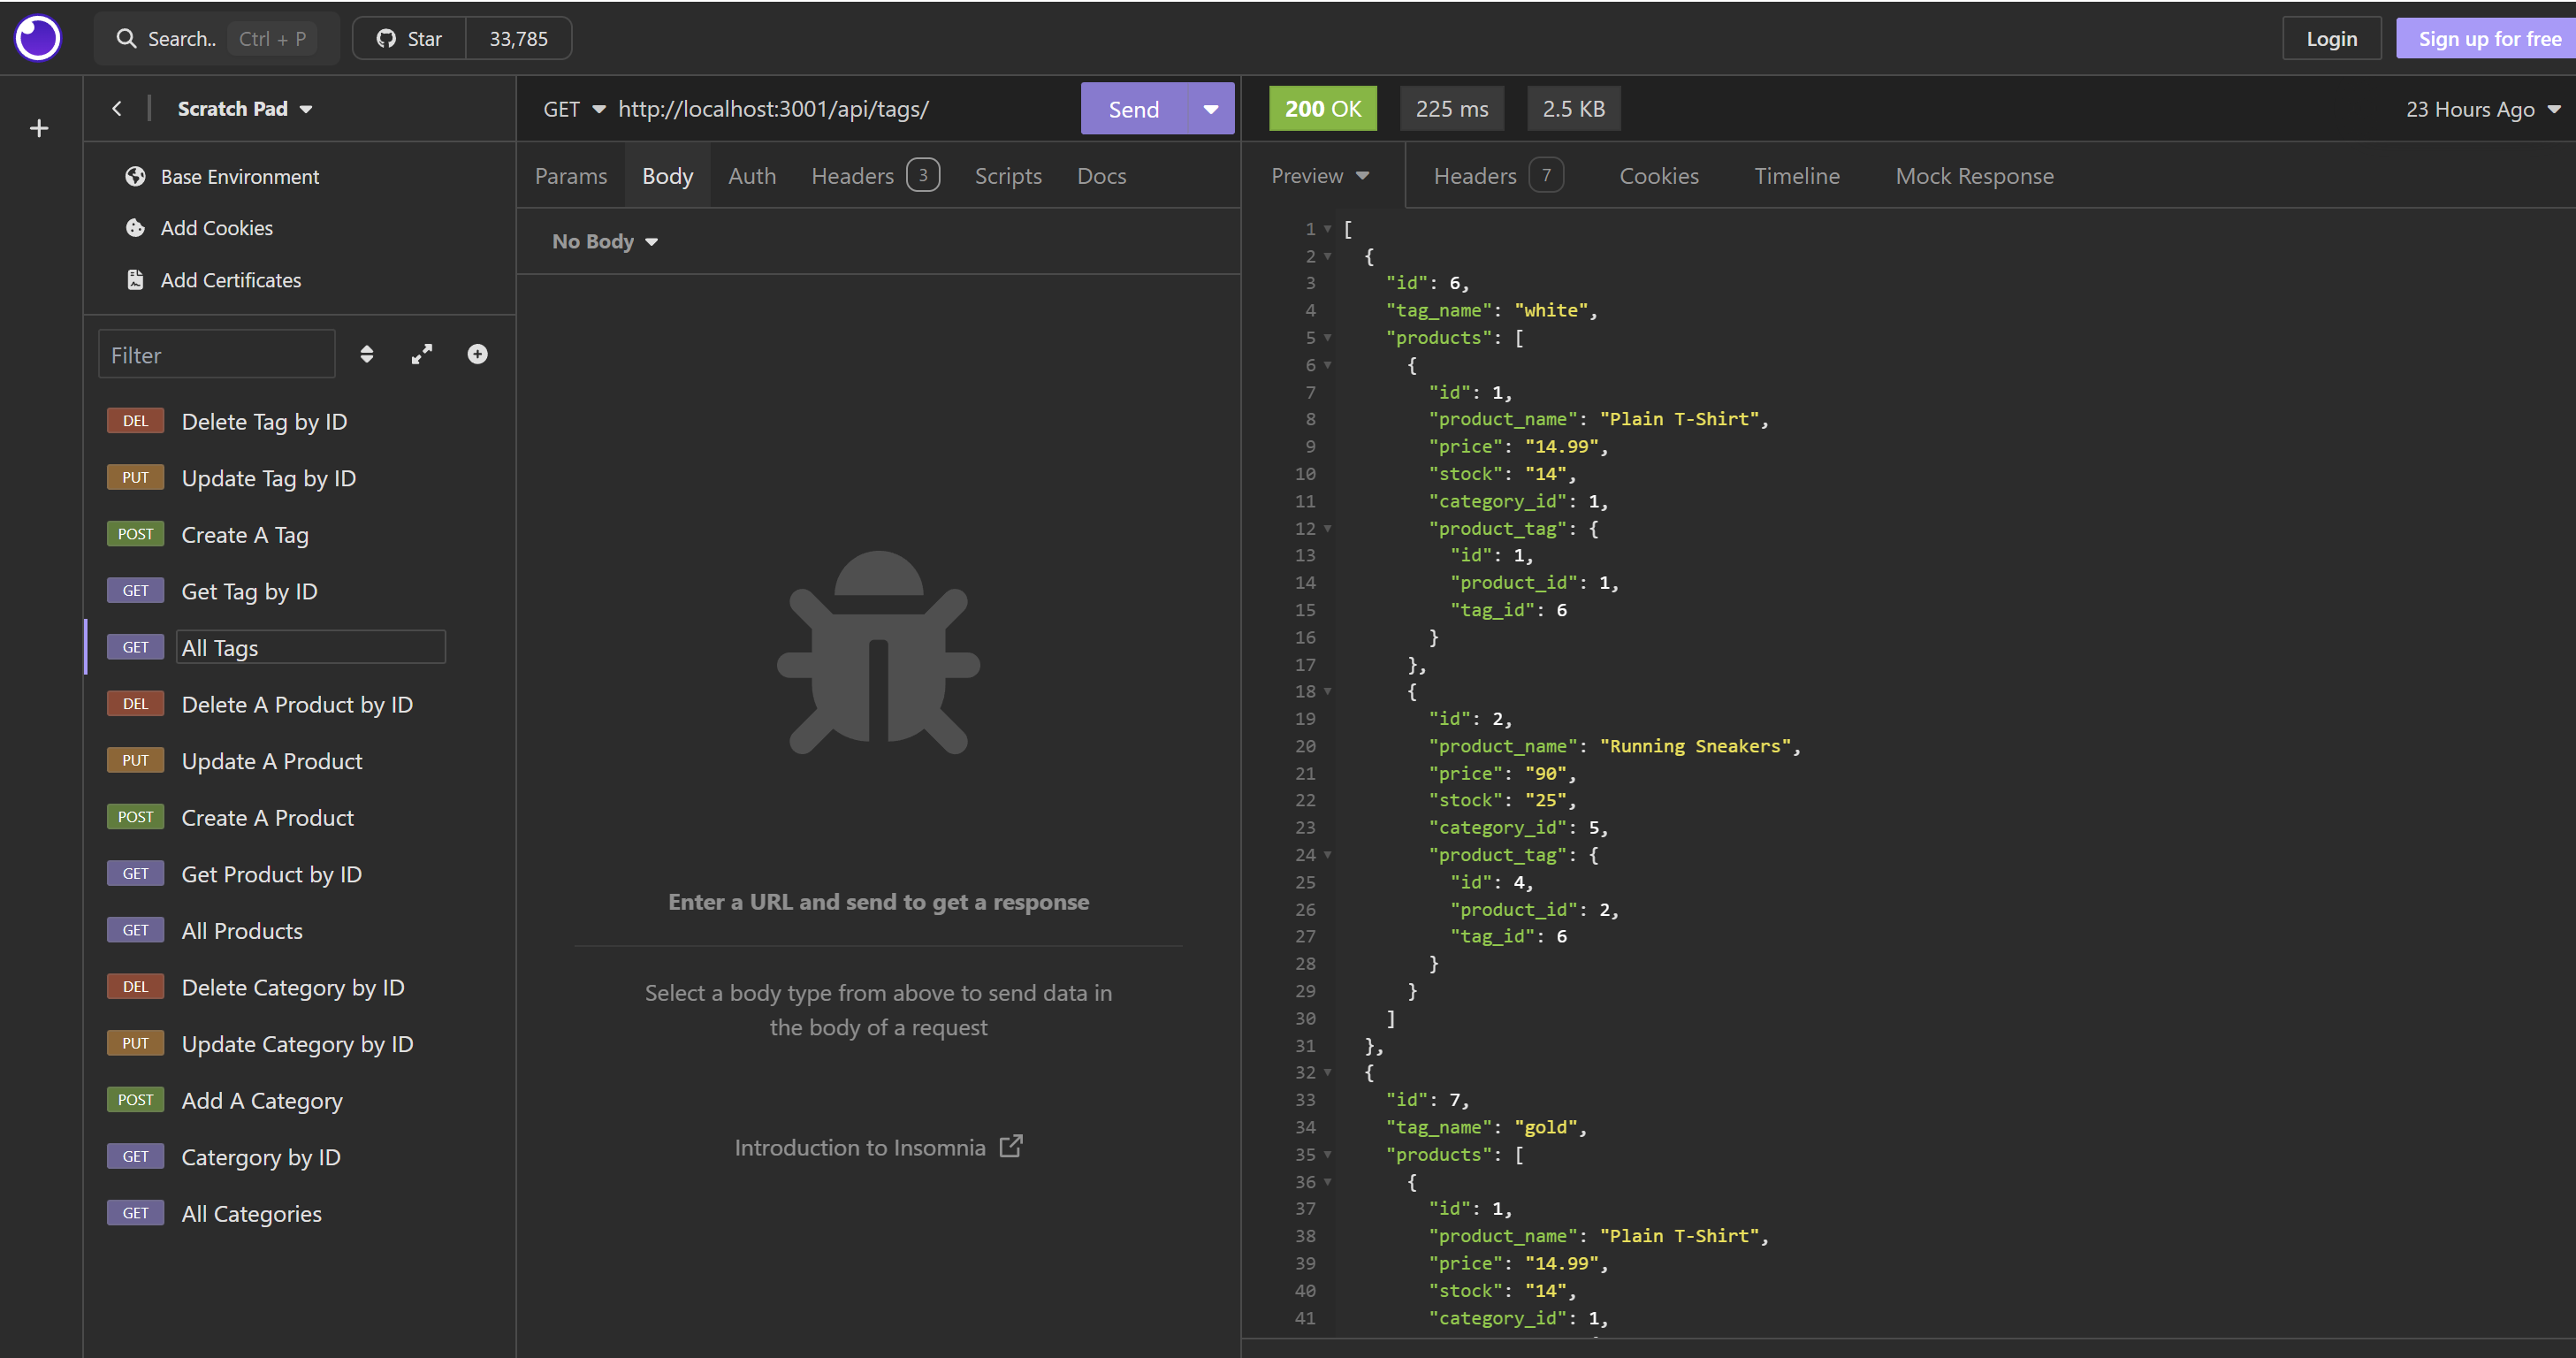 Search.. Ctrl + P Star 33,785 Login Sign up for free
Scratch Pad
Base Environment
Add Cookies
Add Certificates
Filter
DEL Delete Tag by ID
PUT Update Tag by ID
POST Create A Tag
GET Get Tag by ID
GET All Tags
DEL Delete A Product by ID
PUT Update A Product
POST Create A Product
GET Get Product by ID
GET All Products
DEL Delete Category by ID
PUT Update Category by ID
POST Add A Category
GET Catergory by ID
GET All Categories
GET http://localhost:3001/api/tags/ Send
Params Body Auth Headers 3 Scripts Docs
No Body
Enter a URL and send to get a response
Select a body type from above to send data in
the body of a request
Introduction to Insomnia
200 OK 225 ms 2.5 KB 23 Hours Ago
Preview Headers 7 Cookies Timeline Mock Response
1 [
2 {
3 "id": 6,
4 "tag_name": "white",
5 "products": [
6 {
7 "id": 1,
8 "product_name": "Plain T-Shirt",
9 "price": "14.99",
10 "stock": "14",
11 "category_id": 1,
12 "product_tag": {
13 "id": 1,
14 "product_id": 1,
15 "tag_id": 6
16 }
17 },
18 {
19 "id": 2,
20 "product_name": "Running Sneakers",
21 "price": "90",
22 "stock": "25",
23 "category_id": 5,
24 "product_tag": {
25 "id": 4,
26 "product_id": 2,
27 "tag_id": 6
28 }
29 }
30 ]
31 },
32 {
33 "id": 7,
34 "tag_name": "gold",
35 "products": [
36 {
37 "id": 1,
38 "product_name": "Plain T-Shirt",
39 "price": "14.99",
40 "stock": "14",
41 "category_id": 1,